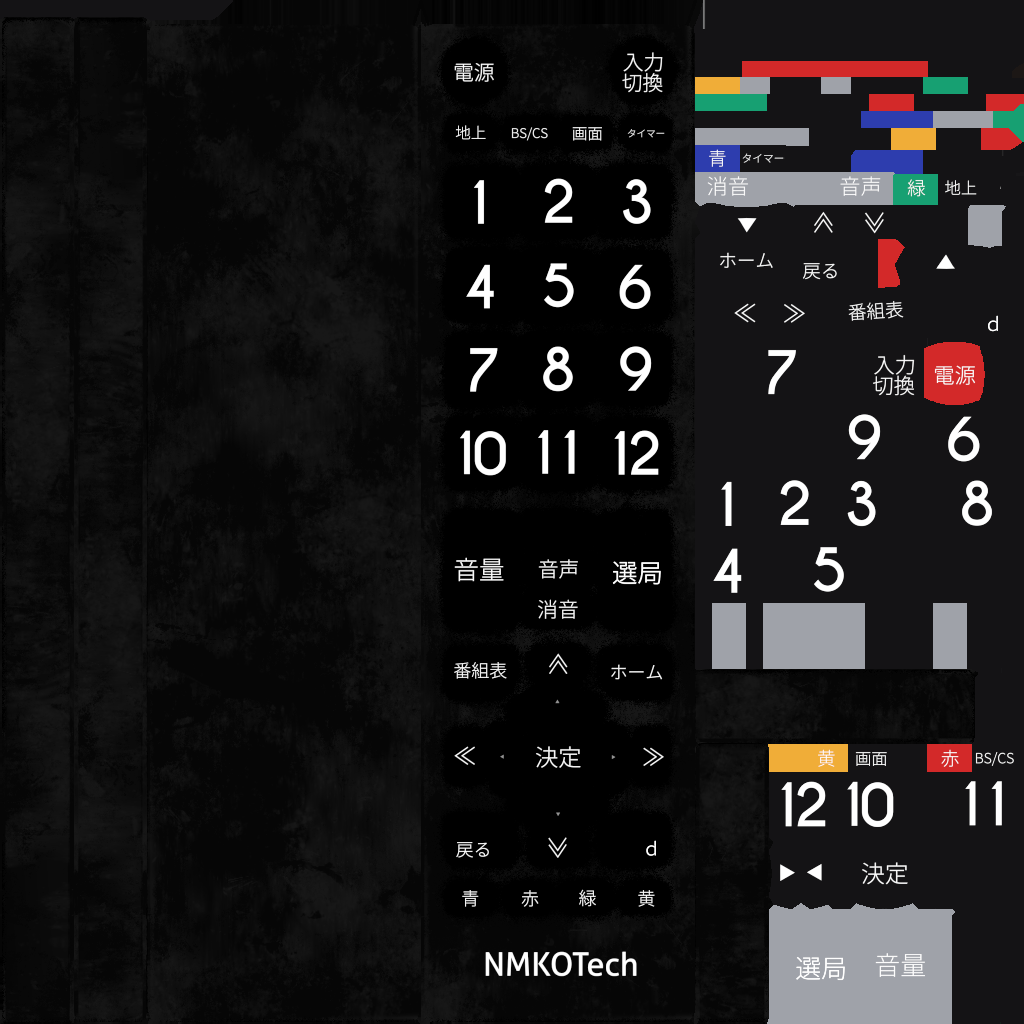 電源
入力
切換
地上 BS/CS 画面 タイマー
1 2 3
4 5 6
7 8 9
10 11 12
音量 音声 選局
消音
番組表 ホーム
決定
戻る d
青 赤 緑 黄
NMKOTech
青 タイマー
消音 音声 緑 地上
ホーム 戻る
番組表
d
7
入力
切換
電源
9 6
1 2 3 8
4 5
黄 画面 赤 BS/CS
12 10 11
決定
選局 音量